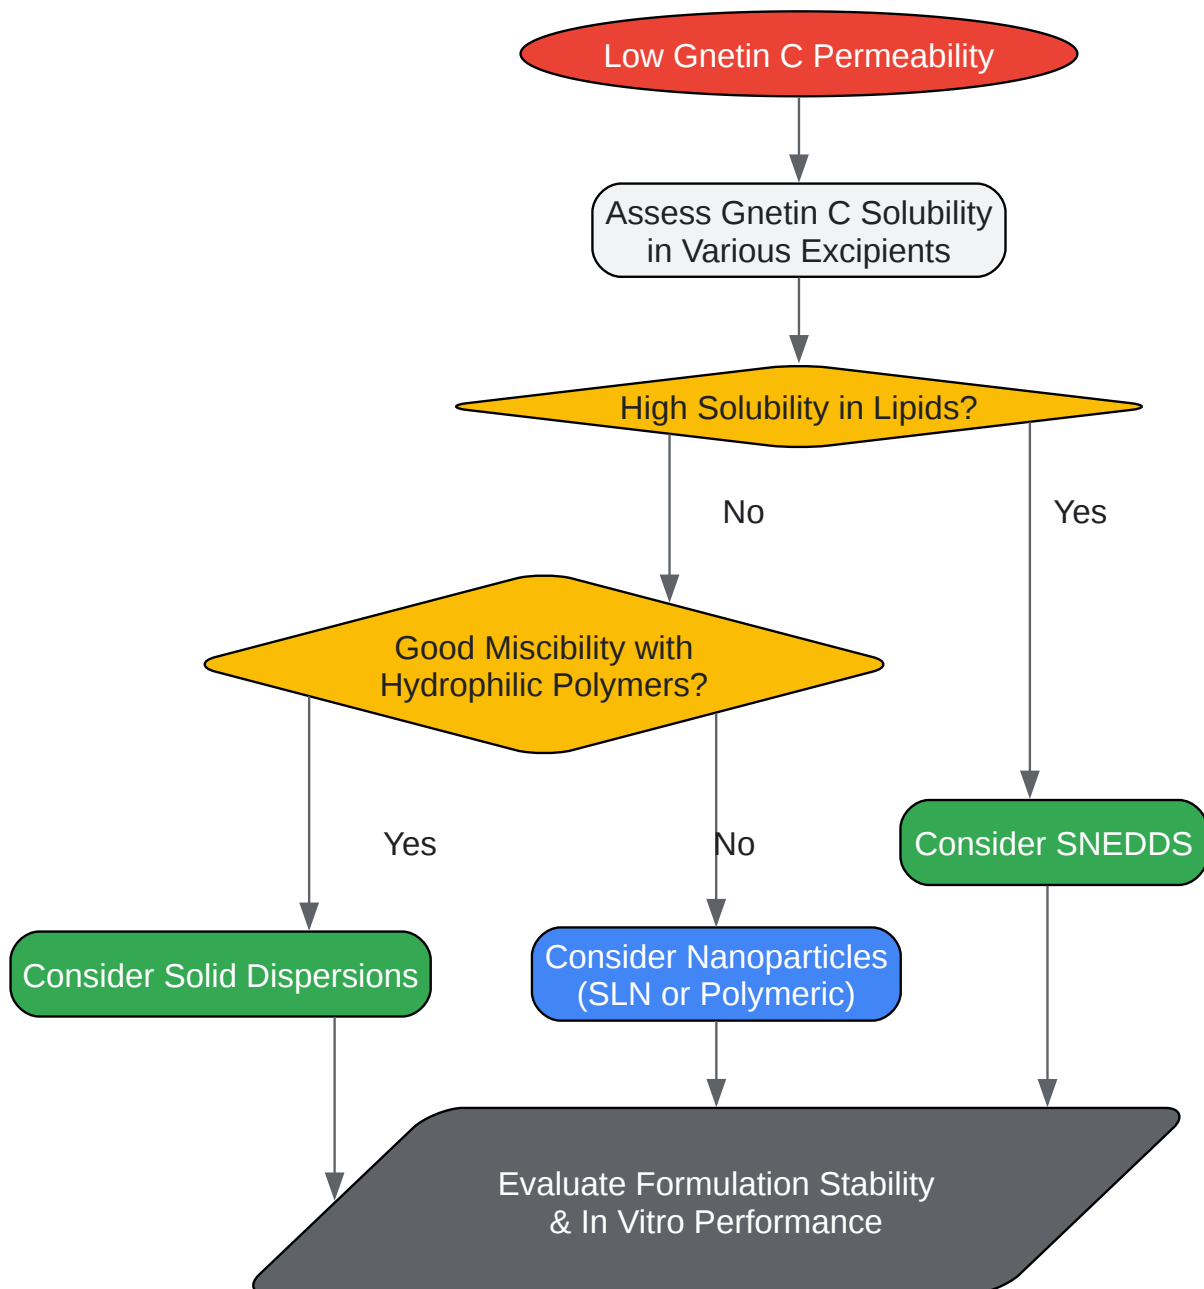 Low Gnetin C Permeability
Assess Gnetin C Solubility
in Various Excipients
High Solubility in Lipids?
No
Yes
Good Miscibility with
Hydrophilic Polymers?
Yes
No
Consider SNEDDS
Consider Solid Dispersions
Consider Nanoparticles
(SLN or Polymeric)
Evaluate Formulation Stability
& In Vitro Performance